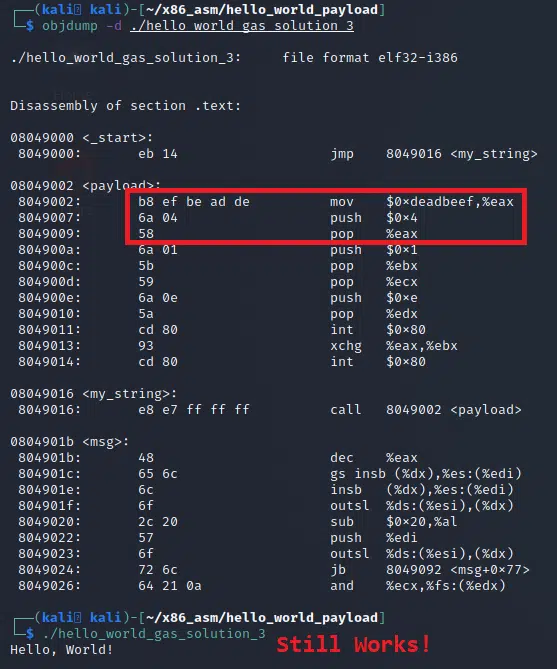 ┌──(kali㉿kali)-[~/x86_asm/hello_world_payload]
└─$ objdump -d ./hello_world_gas_solution_3
./hello_world_gas_solution_3:     file format elf32-i386
Disassembly of section .text:
08049000 <_start>:
 8049000:	eb 14	jmp    8049016 <my_string>
08049002 <payload>:
 8049002:	b8 ef be ad de	mov    $0×deadbeef,%eax
 8049007:	6a 04	push   $0×4
 8049009:	58	pop    %eax
 804900a:	6a 01	push   $0×1
 804900c:	5b	pop    %ebx
 804900d:	59	pop    %ecx
 804900e:	6a 0e	push   $0×e
 8049010:	5a	pop    %edx
 8049011:	cd 80	int    $0×80
 8049013:	93	xchg   %eax,%ebx
 8049014:	cd 80	int    $0×80
08049016 <my_string>:
 8049016:	e8 e7 ff ff ff	call   8049002 <payload>
0804901b <msg>:
 804901b:	48	dec    %eax
 804901c:	65 6c	gs insb (%dx),%es:(%edi)
 804901e:	6c	insb   (%dx),%es:(%edi)
 804901f:	6f	outsl  %ds:(%esi),(%dx)
 8049020:	2c 20	sub    $0×20,%al
 8049022:	57	push   %edi
 8049023:	6f	outsl  %ds:(%esi),(%dx)
 8049024:	72 6c	jb     8049092 <msg+0×77>
 8049026:	64 21 0a	and    %ecx,%fs:(%edx)
┌──(kali㉿kali)-[~/x86_asm/hello_world_payload]
└─$ ./hello_world_gas_solution_3
Hello, World!
Still Works!